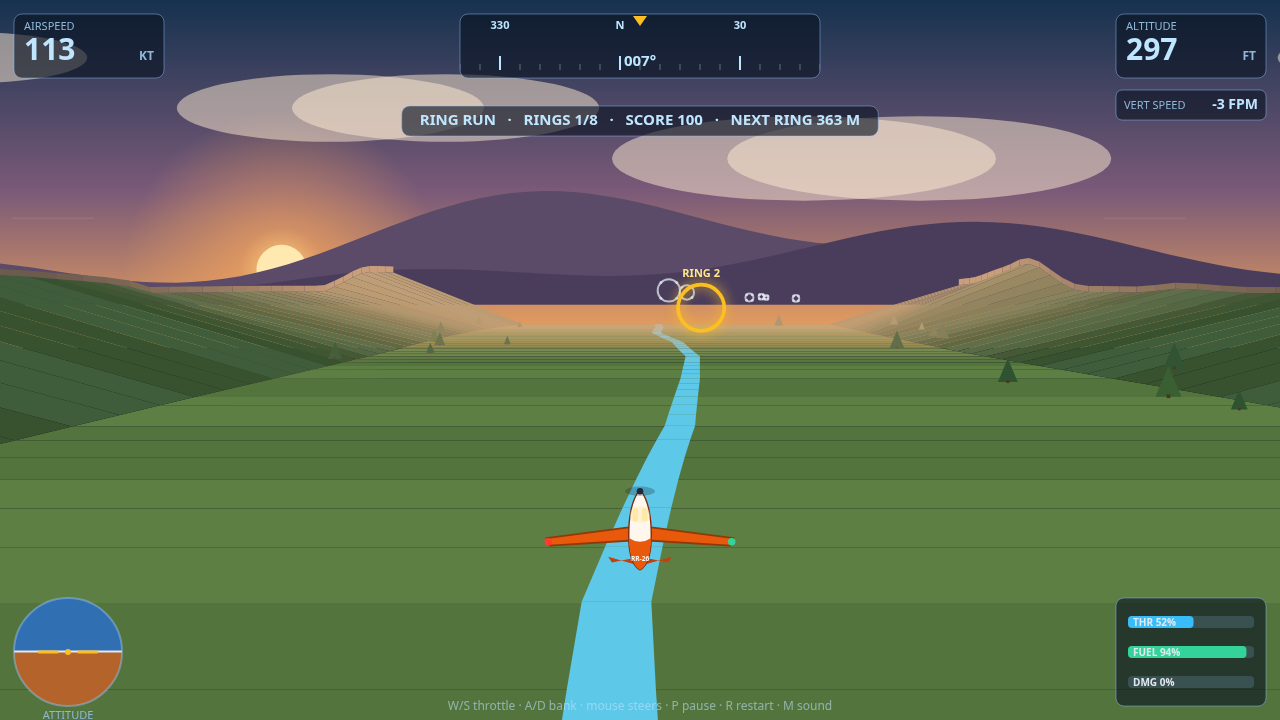 AIRSPEED
113 KT
330 N 30
007°
ALTITUDE
297 FT
VERT SPEED -3 FPM
RING RUN · RINGS 1/8 · SCORE 100 · NEXT RING 363 M
RING 2
RR-20
THR 52%
FUEL 94%
DMG 0%
ATTITUDE
W/S throttle · A/D bank · mouse steers · P pause · R restart · M sound